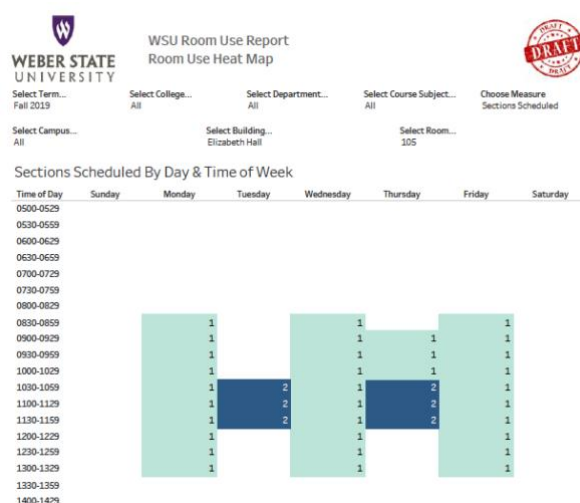 WEBER STATE
UNIVERSITY
WSU Room Use Report
Room Use Heat Map
DRAFT
DRAFT
DRAFT
Select Term... Select College... Select Department... Select Course Subject... Choose Measure
Fall 2019 All All All Sections Scheduled
Select Campus... Select Building... Select Room...
All Elizabeth Hall 105
Sections Scheduled By Day & Time of Week
Time of Day Sunday Monday Tuesday Wednesday Thursday Friday Saturday
0500-0529
0530-0559
0600-0629
0630-0659
0700-0729
0730-0759
0800-0829
0830-0859 1 1 1
0900-0929 1 1 1 1
0930-0959 1 1 1 1
1000-1029 1 1 1 1
1030-1059 1 2 1 2 1
1100-1129 1 2 1 2 1
1130-1159 1 2 1 2 1
1200-1229 1 1 1
1230-1259 1 1 1
1300-1329 1 1 1
1330-1359
1400-1429